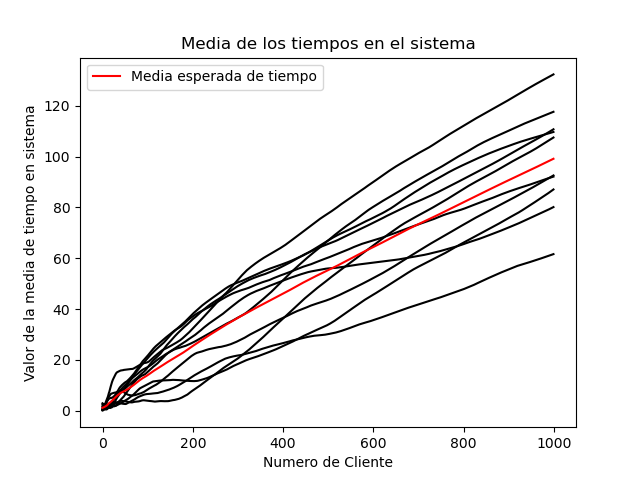 Media de los tiempos en el sistema
Media esperada de tiempo
Valor de la media de tiempo en sistema
120
100
80
60
40
20
0
0 200 400 600 800 1000
Numero de Cliente